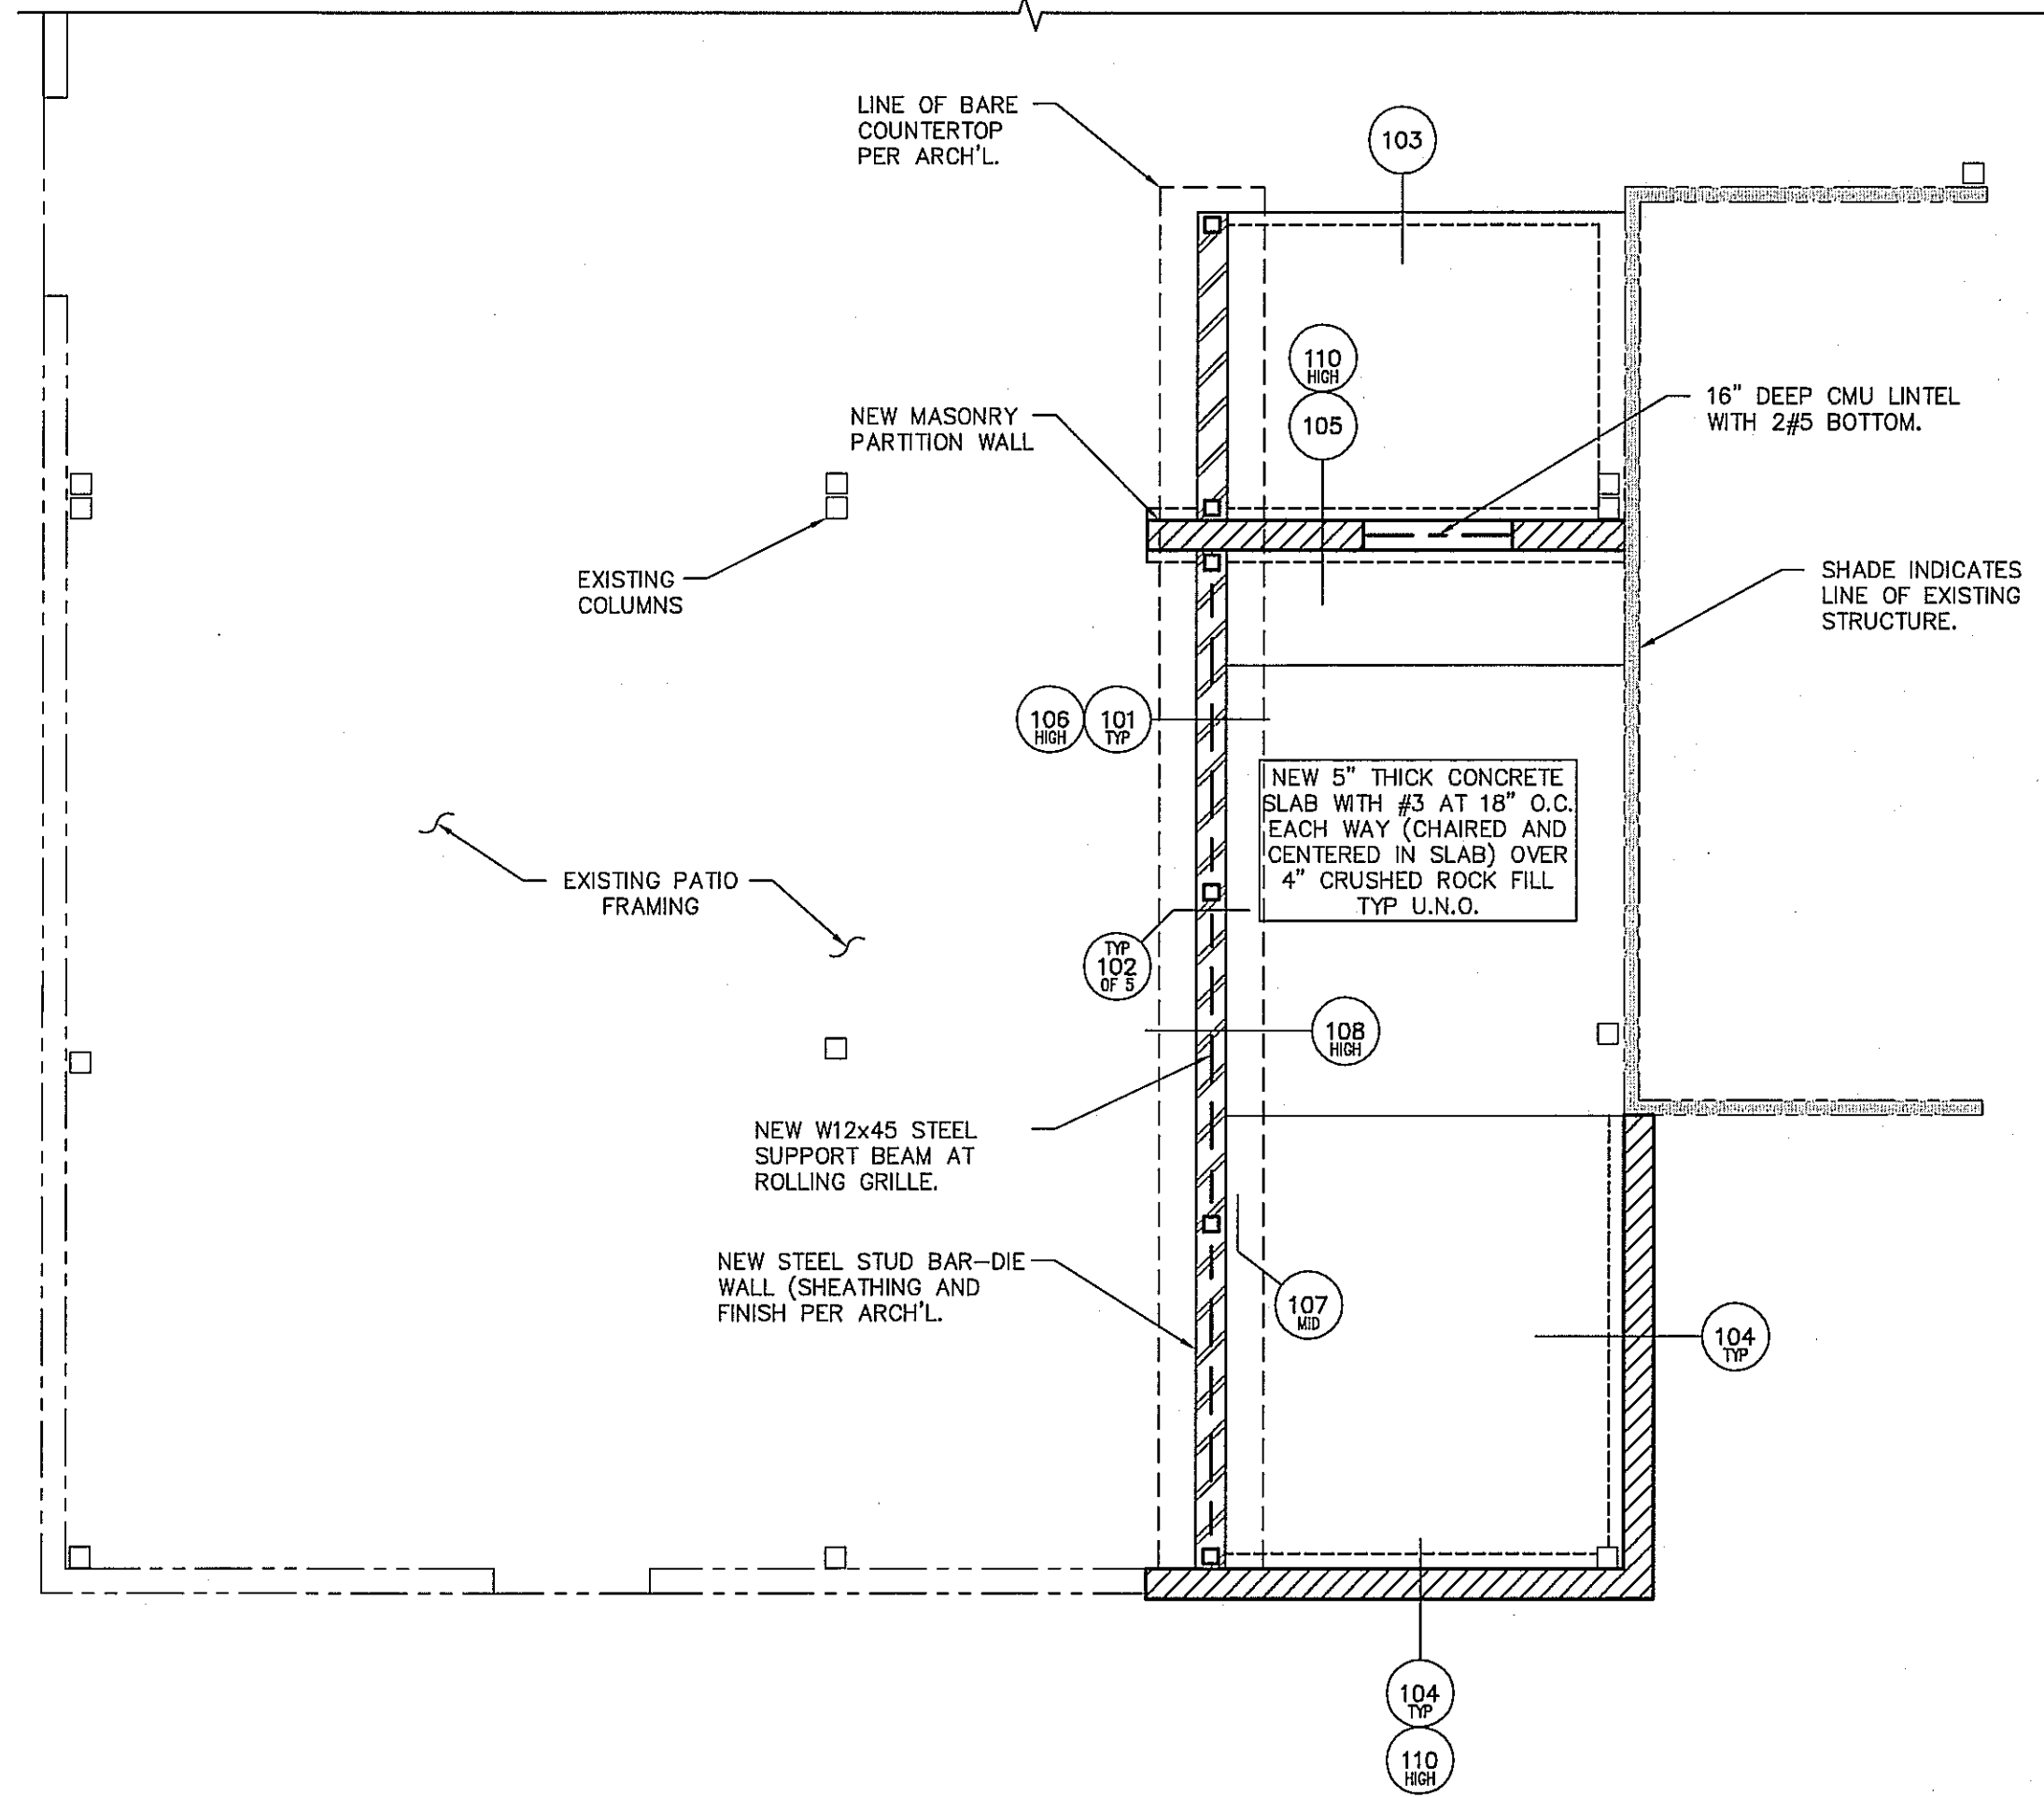 LINE OF BARE
COUNTERTOP
PER ARCH'L.
103
110
HIGH
105
16" DEEP CMU LINTEL
WITH 2#5 BOTTOM.
NEW MASONRY
PARTITION WALL
EXISTING
COLUMNS
SHADE INDICATES
LINE OF EXISTING
STRUCTURE.
106
HIGH
101
TYP
NEW 5" THICK CONCRETE
SLAB WITH #3 AT 18" O.C.
EACH WAY (CHAIRED AND
CENTERED IN SLAB) OVER
4" CRUSHED ROCK FILL
TYP U.N.O.
EXISTING PATIO
FRAMING
TYP
102
OF 5
108
HIGH
NEW W12x45 STEEL
SUPPORT BEAM AT
ROLLING GRILLE.
NEW STEEL STUD BAR-DIE
WALL (SHEATHING AND
FINISH PER ARCH'L.
107
MID
104
TYP
104
TYP
110
HIGH